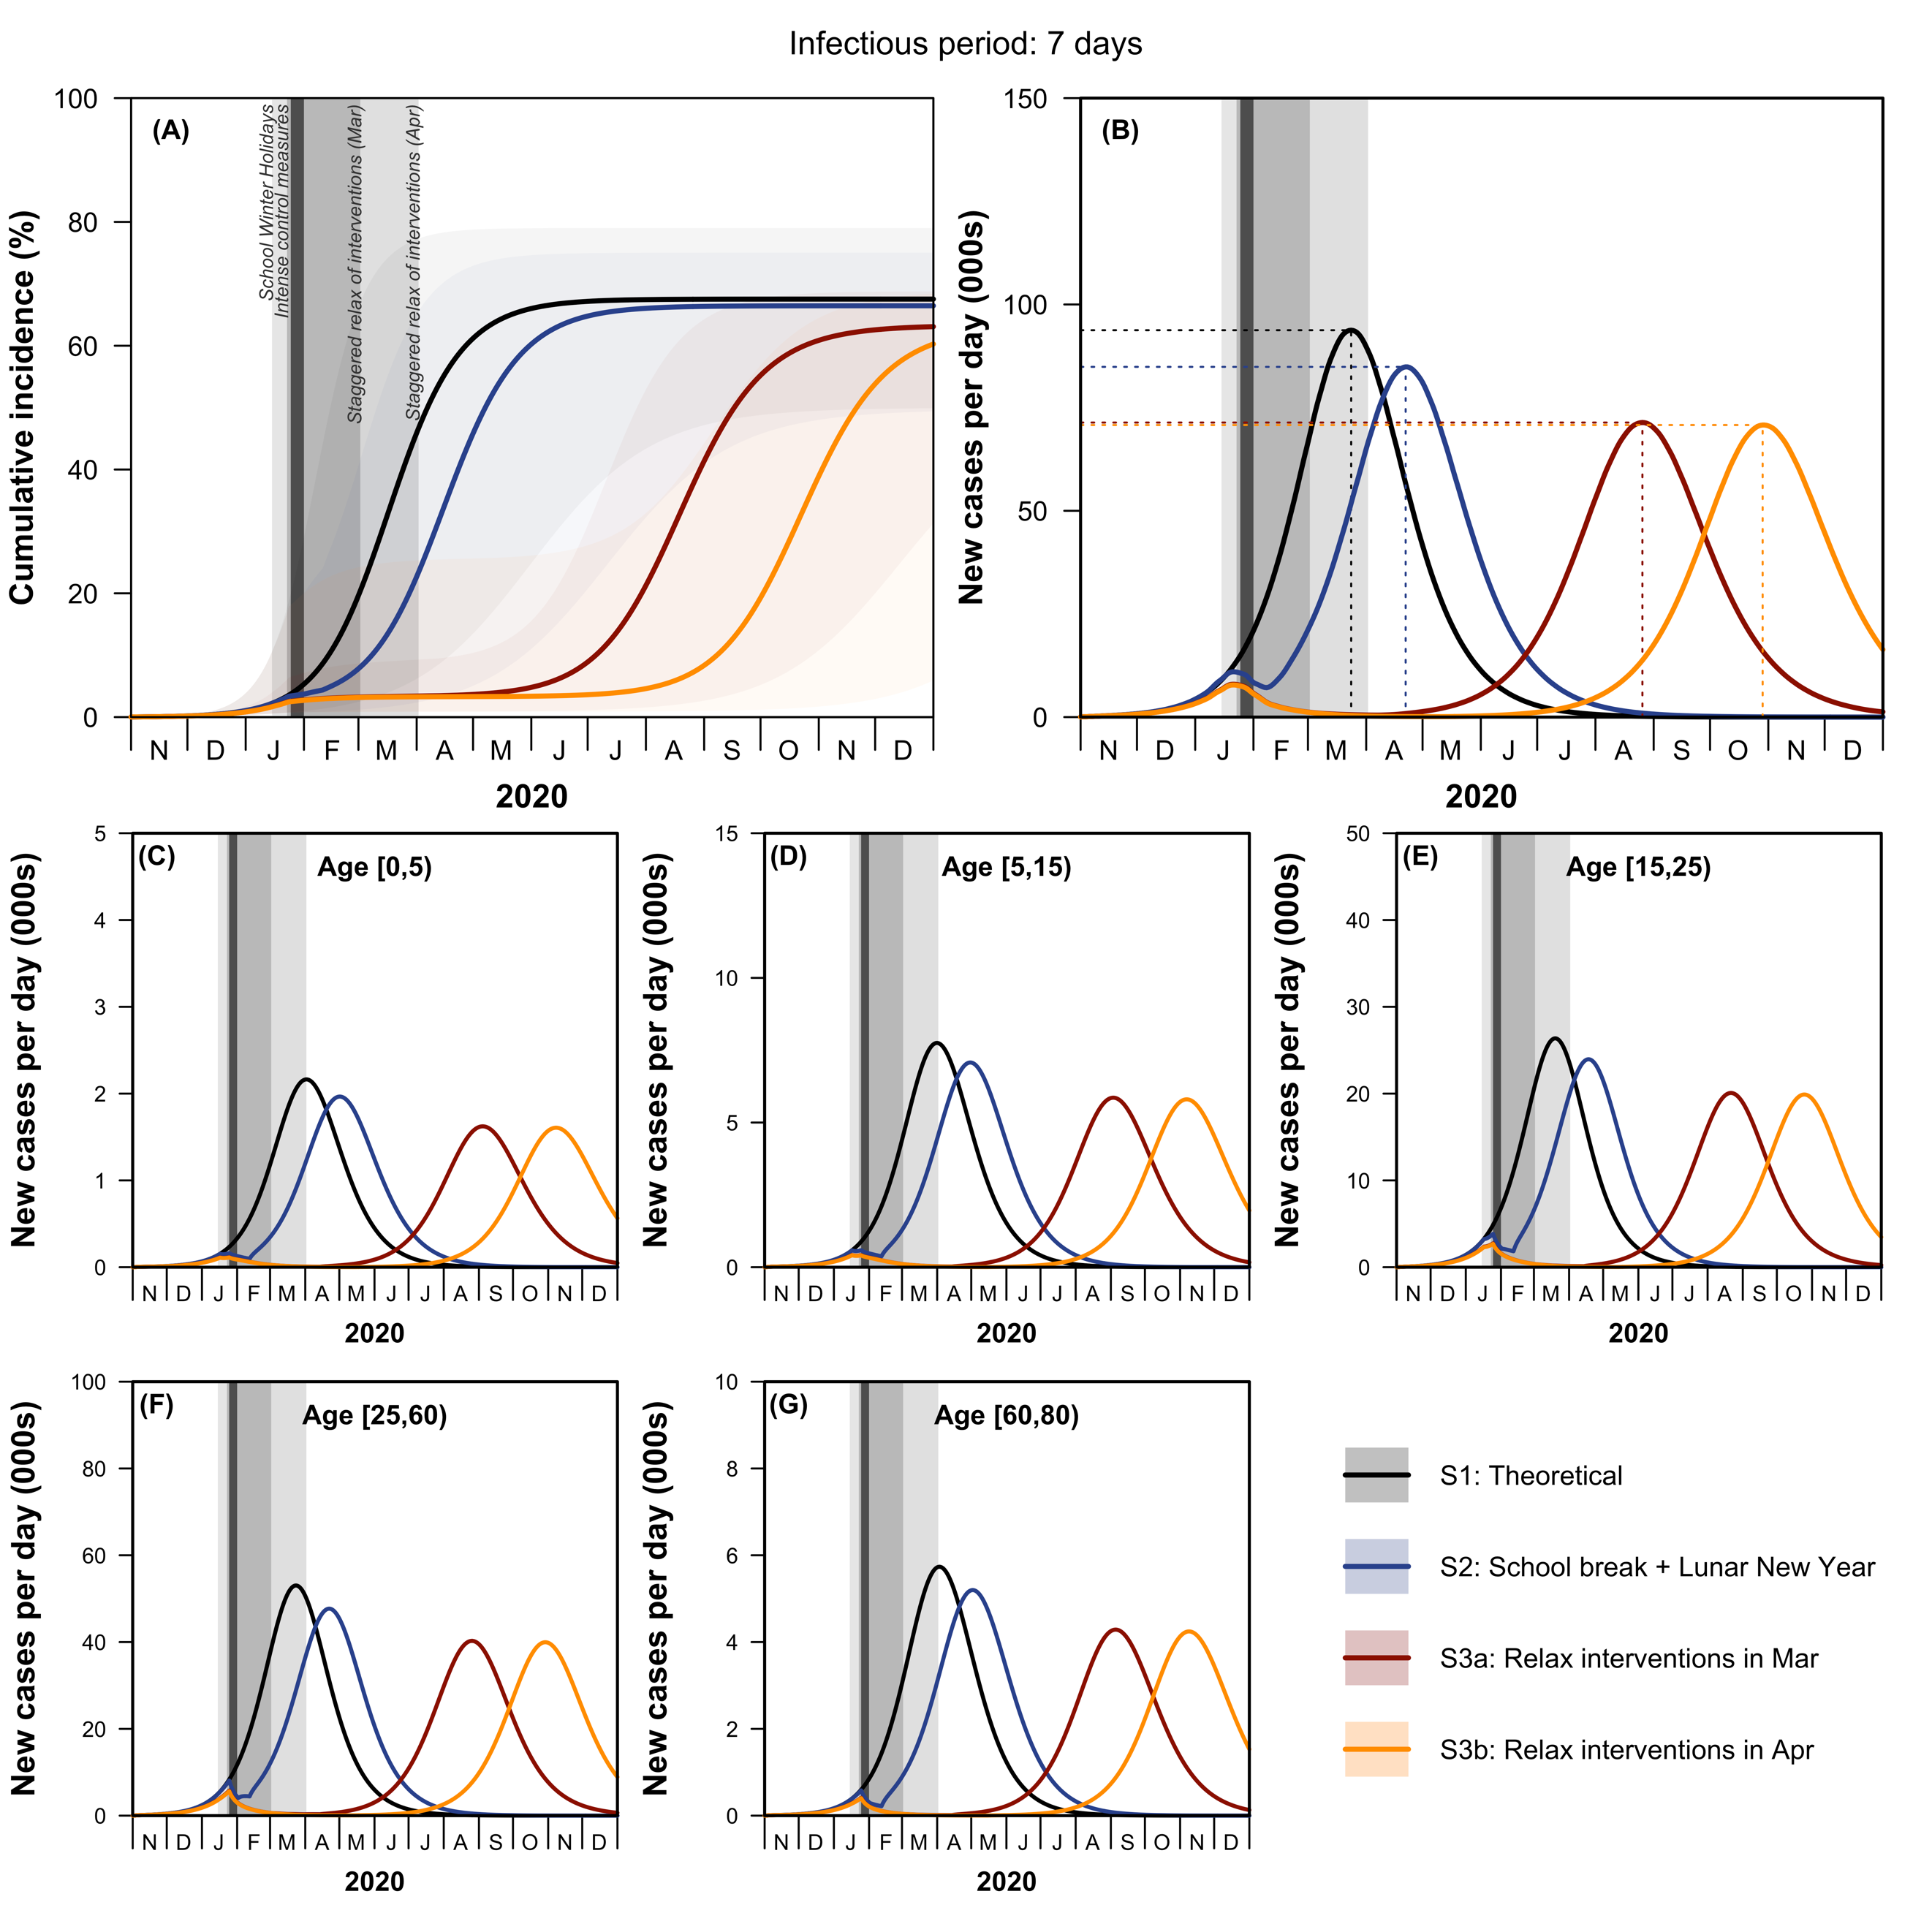 Infectious period: 7 days
(A)
Cumulative incidence (%)
100
80
60
40
20
0
School Winter Holidays
Intense control measures
Staggered relax of interventions (Mar)
Staggered relax of interventions (Apr)
N D J F M A M J J A S O N D
2020
(B)
New cases per day (000s)
150
100
50
0
N D J F M A M J J A S O N D
2020
(C)
Age [0,5)
New cases per day (000s)
5
4
3
2
1
0
N D J F M A M J J A S O N D
2020
(D)
Age [5,15)
New cases per day (000s)
15
10
5
0
N D J F M A M J J A S O N D
2020
(E)
Age [15,25)
New cases per day (000s)
50
40
30
20
10
0
N D J F M A M J J A S O N D
2020
(F)
Age [25,60)
New cases per day (000s)
100
80
60
40
20
0
N D J F M A M J J A S O N D
2020
(G)
Age [60,80)
New cases per day (000s)
10
8
6
4
2
0
N D J F M A M J J A S O N D
2020
S1: Theoretical
S2: School break + Lunar New Year
S3a: Relax interventions in Mar
S3b: Relax interventions in Apr